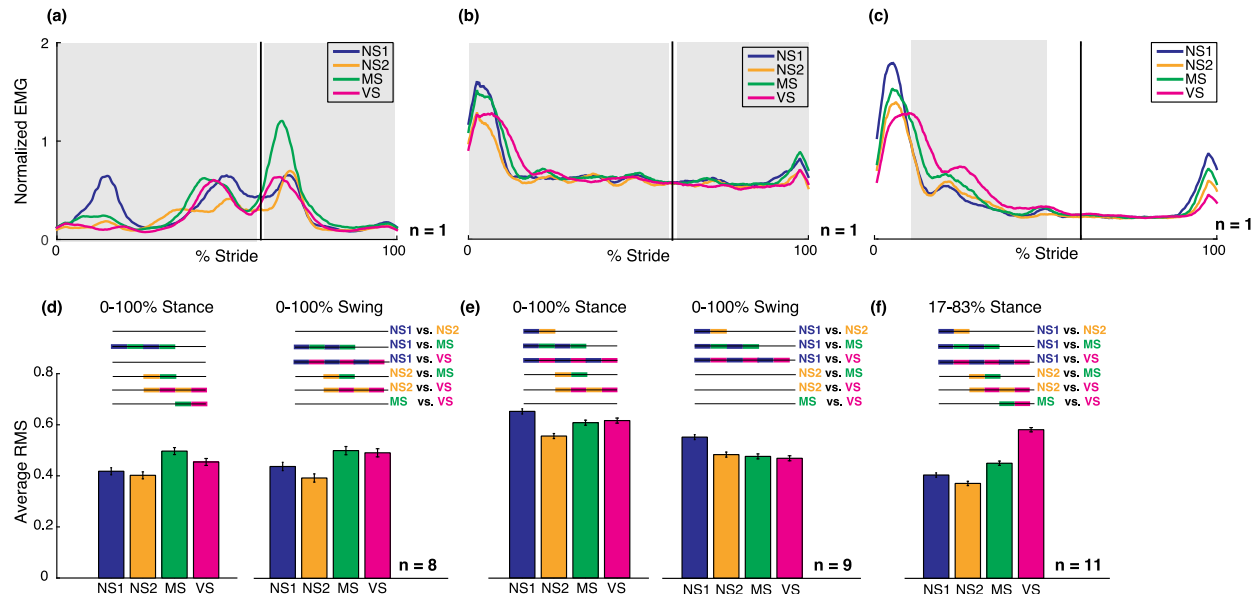 (a)
(b)
(c)
Normalized EMG
2
1
0
NS1
NS2
MS
VS
NS1
NS2
MS
VS
NS1
NS2
MS
VS
n = 1
n = 1
n = 1
0
100
% Stride
0
100
% Stride
0
100
% Stride
(d)
0-100% Stance
0-100% Swing
NS1 vs. NS2
NS1 vs. MS
NS1 vs. VS
NS2 vs. MS
NS2 vs. VS
MS vs. VS
(e)
0-100% Stance
0-100% Swing
NS1 vs. NS2
NS1 vs. MS
NS1 vs. VS
NS2 vs. MS
NS2 vs. VS
MS vs. VS
(f)
17-83% Stance
NS1 vs. NS2
NS1 vs. MS
NS1 vs. VS
NS2 vs. MS
NS2 vs. VS
MS vs. VS
Average RMS
0.8
0.6
0.4
0.2
0
n = 8
n = 9
n = 11
NS1 NS2 MS VS
NS1 NS2 MS VS
NS1 NS2 MS VS
NS1 NS2 MS VS
NS1 NS2 MS VS